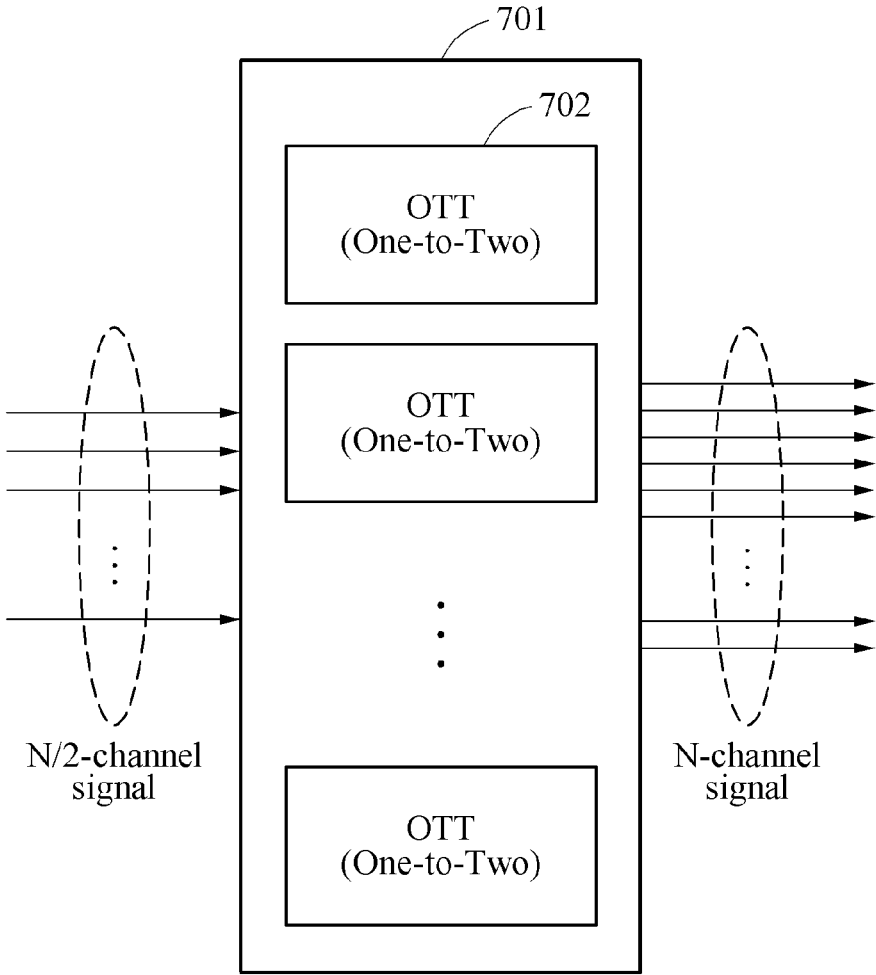 701
702
OTT
(One-to-Two)
OTT
(One-to-Two)
N/2-channel
signal
N-channel
signal
OTT
(One-to-Two)